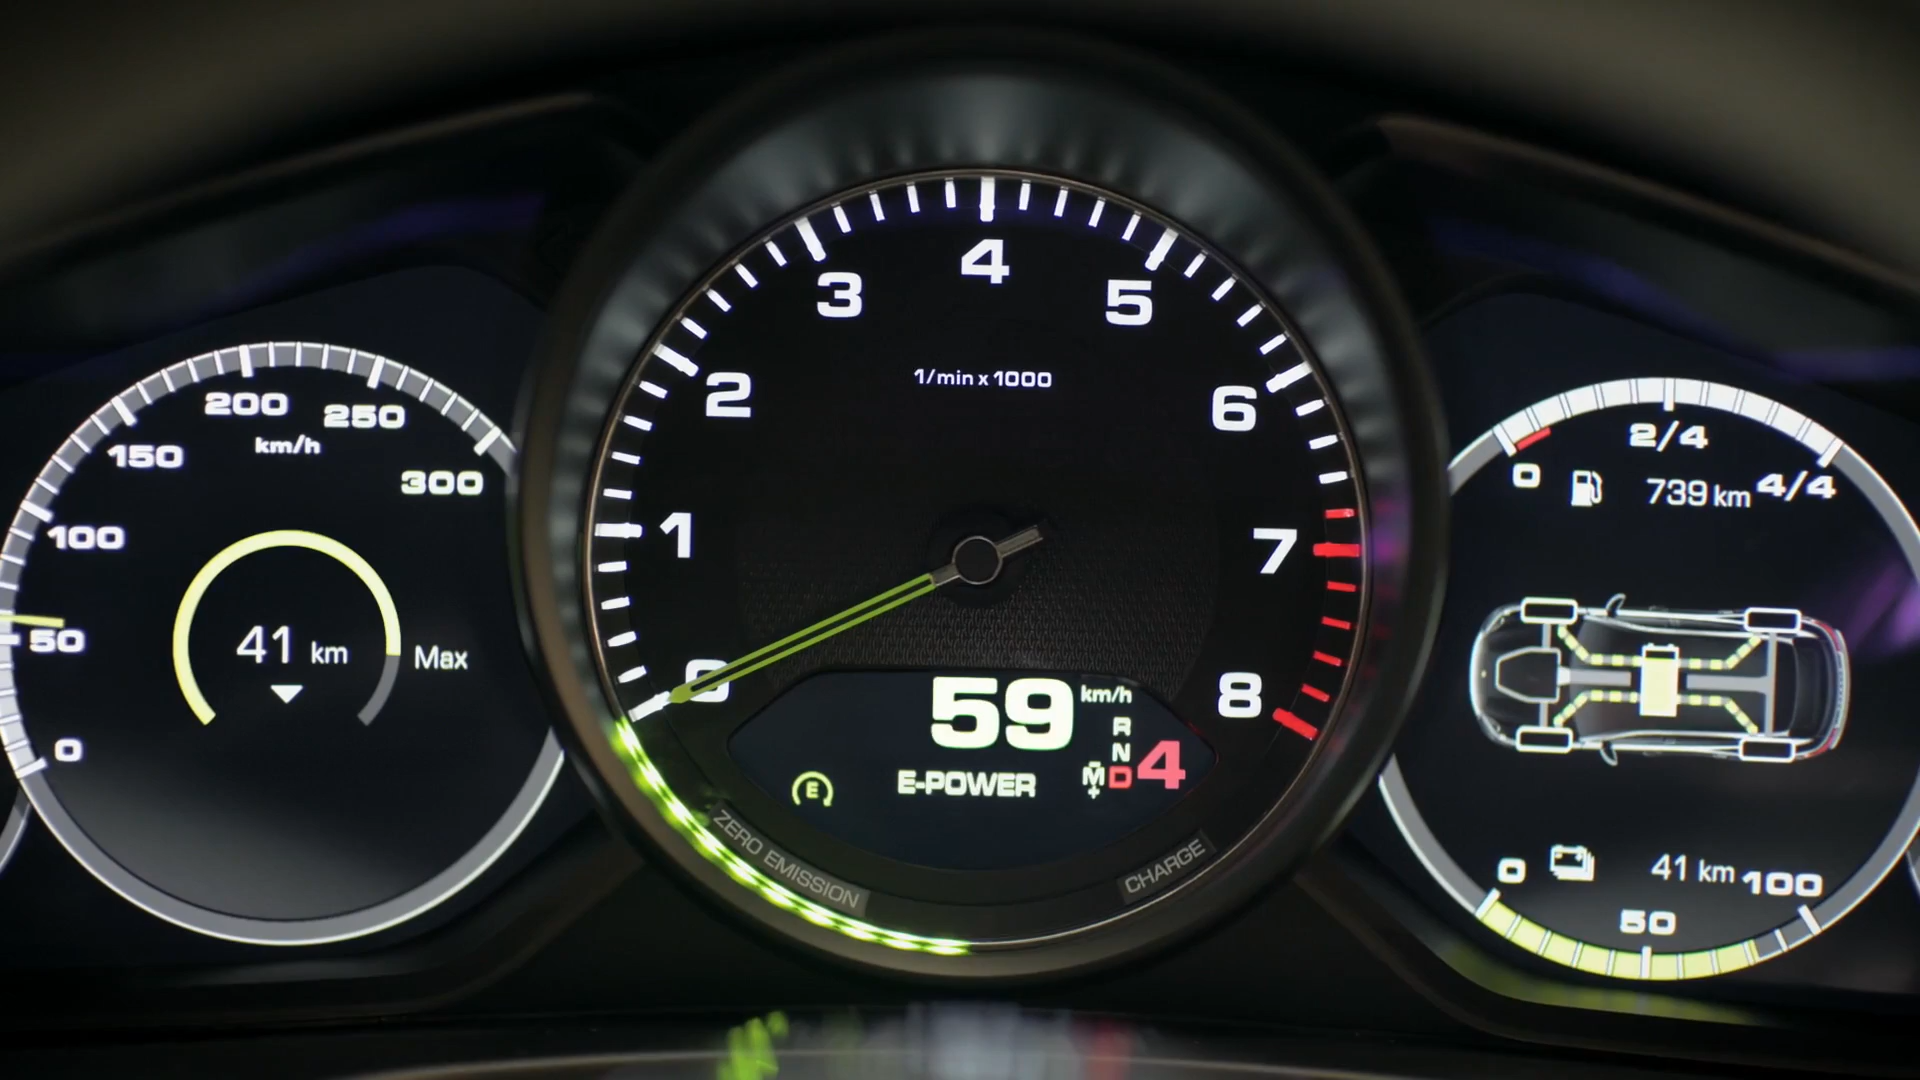 200
250
150
km/h
300
100
50
0
41 km
Max
4
3
5
1/min x 1000
2
6
1
7
0
8
59 km/h
R
N
M
+
D
4
E
E-POWER
ZERO EMISSION
CHARGE
2/4
0
739 km
4/4
0
41 km
100
50